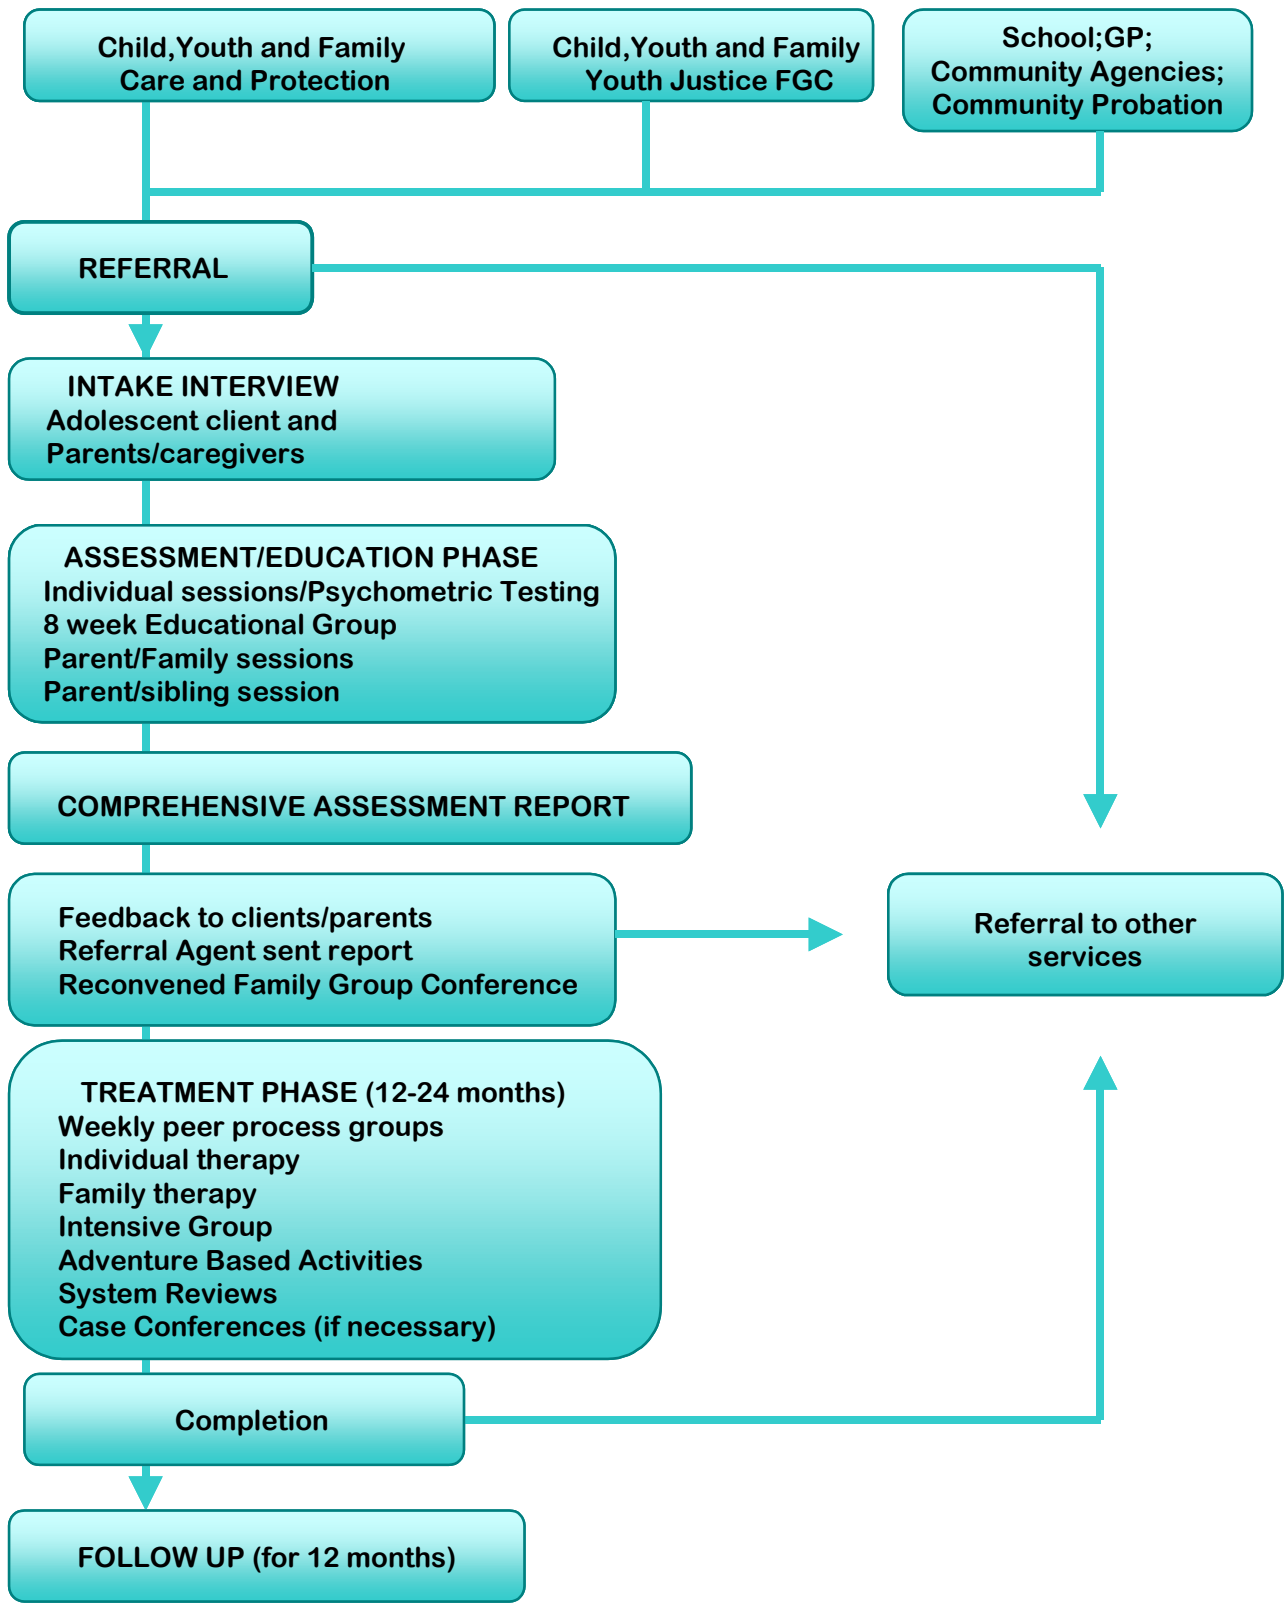 Child,Youth and Family
Care and Protection
Child,Youth and Family
Youth Justice FGC
School;GP;
Community Agencies;
Community Probation
REFERRAL
INTAKE INTERVIEW
Adolescent client and
Parents/caregivers
ASSESSMENT/EDUCATION PHASE
Individual sessions/Psychometric Testing
8 week Educational Group
Parent/Family sessions
Parent/sibling session
COMPREHENSIVE ASSESSMENT REPORT
Feedback to clients/parents
Referral Agent sent report
Reconvened Family Group Conference
Referral to other
services
TREATMENT PHASE (12-24 months)
Weekly peer process groups
Individual therapy
Family therapy
Intensive Group
Adventure Based Activities
System Reviews
Case Conferences (if necessary)
Completion
FOLLOW UP (for 12 months)